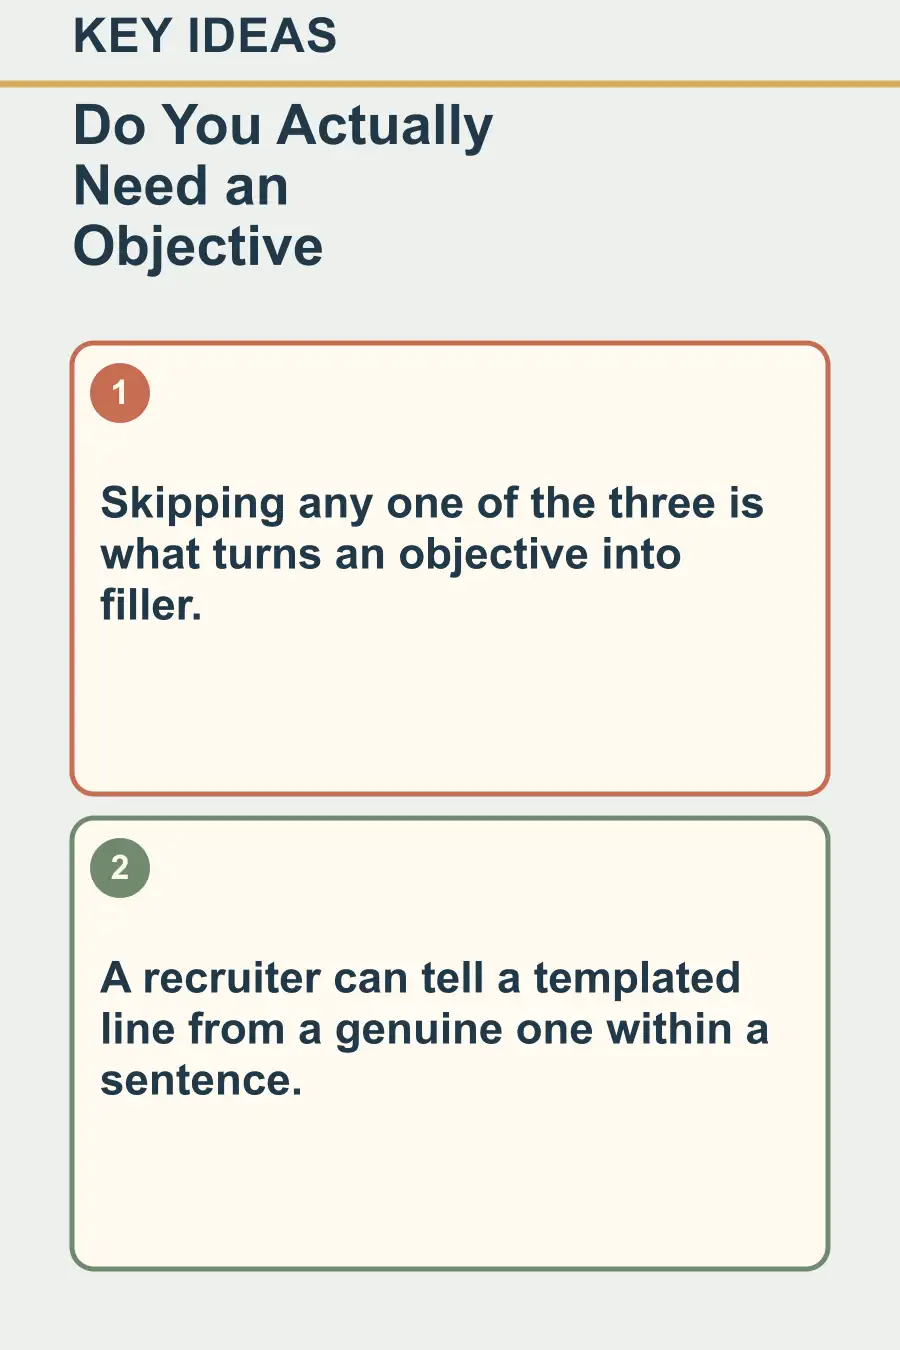 KEY IDEAS
Do You Actually
Need an
Objective
1
Skipping any one of the three is
what turns an objective into
filler.
2
A recruiter can tell a templated
line from a genuine one within a
sentence.